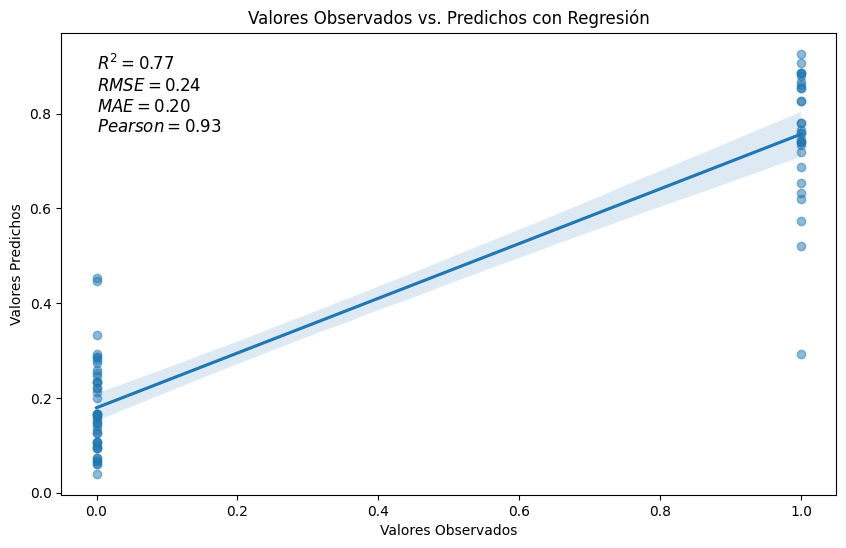 Valores Observados vs. Predichos con Regresión
R² = 0.77
RMSE = 0.24
MAE = 0.20
Pearson = 0.93
Valores Predichos
0.8
0.6
0.4
0.2
0.0
0.0 0.2 0.4 0.6 0.8 1.0
Valores Observados